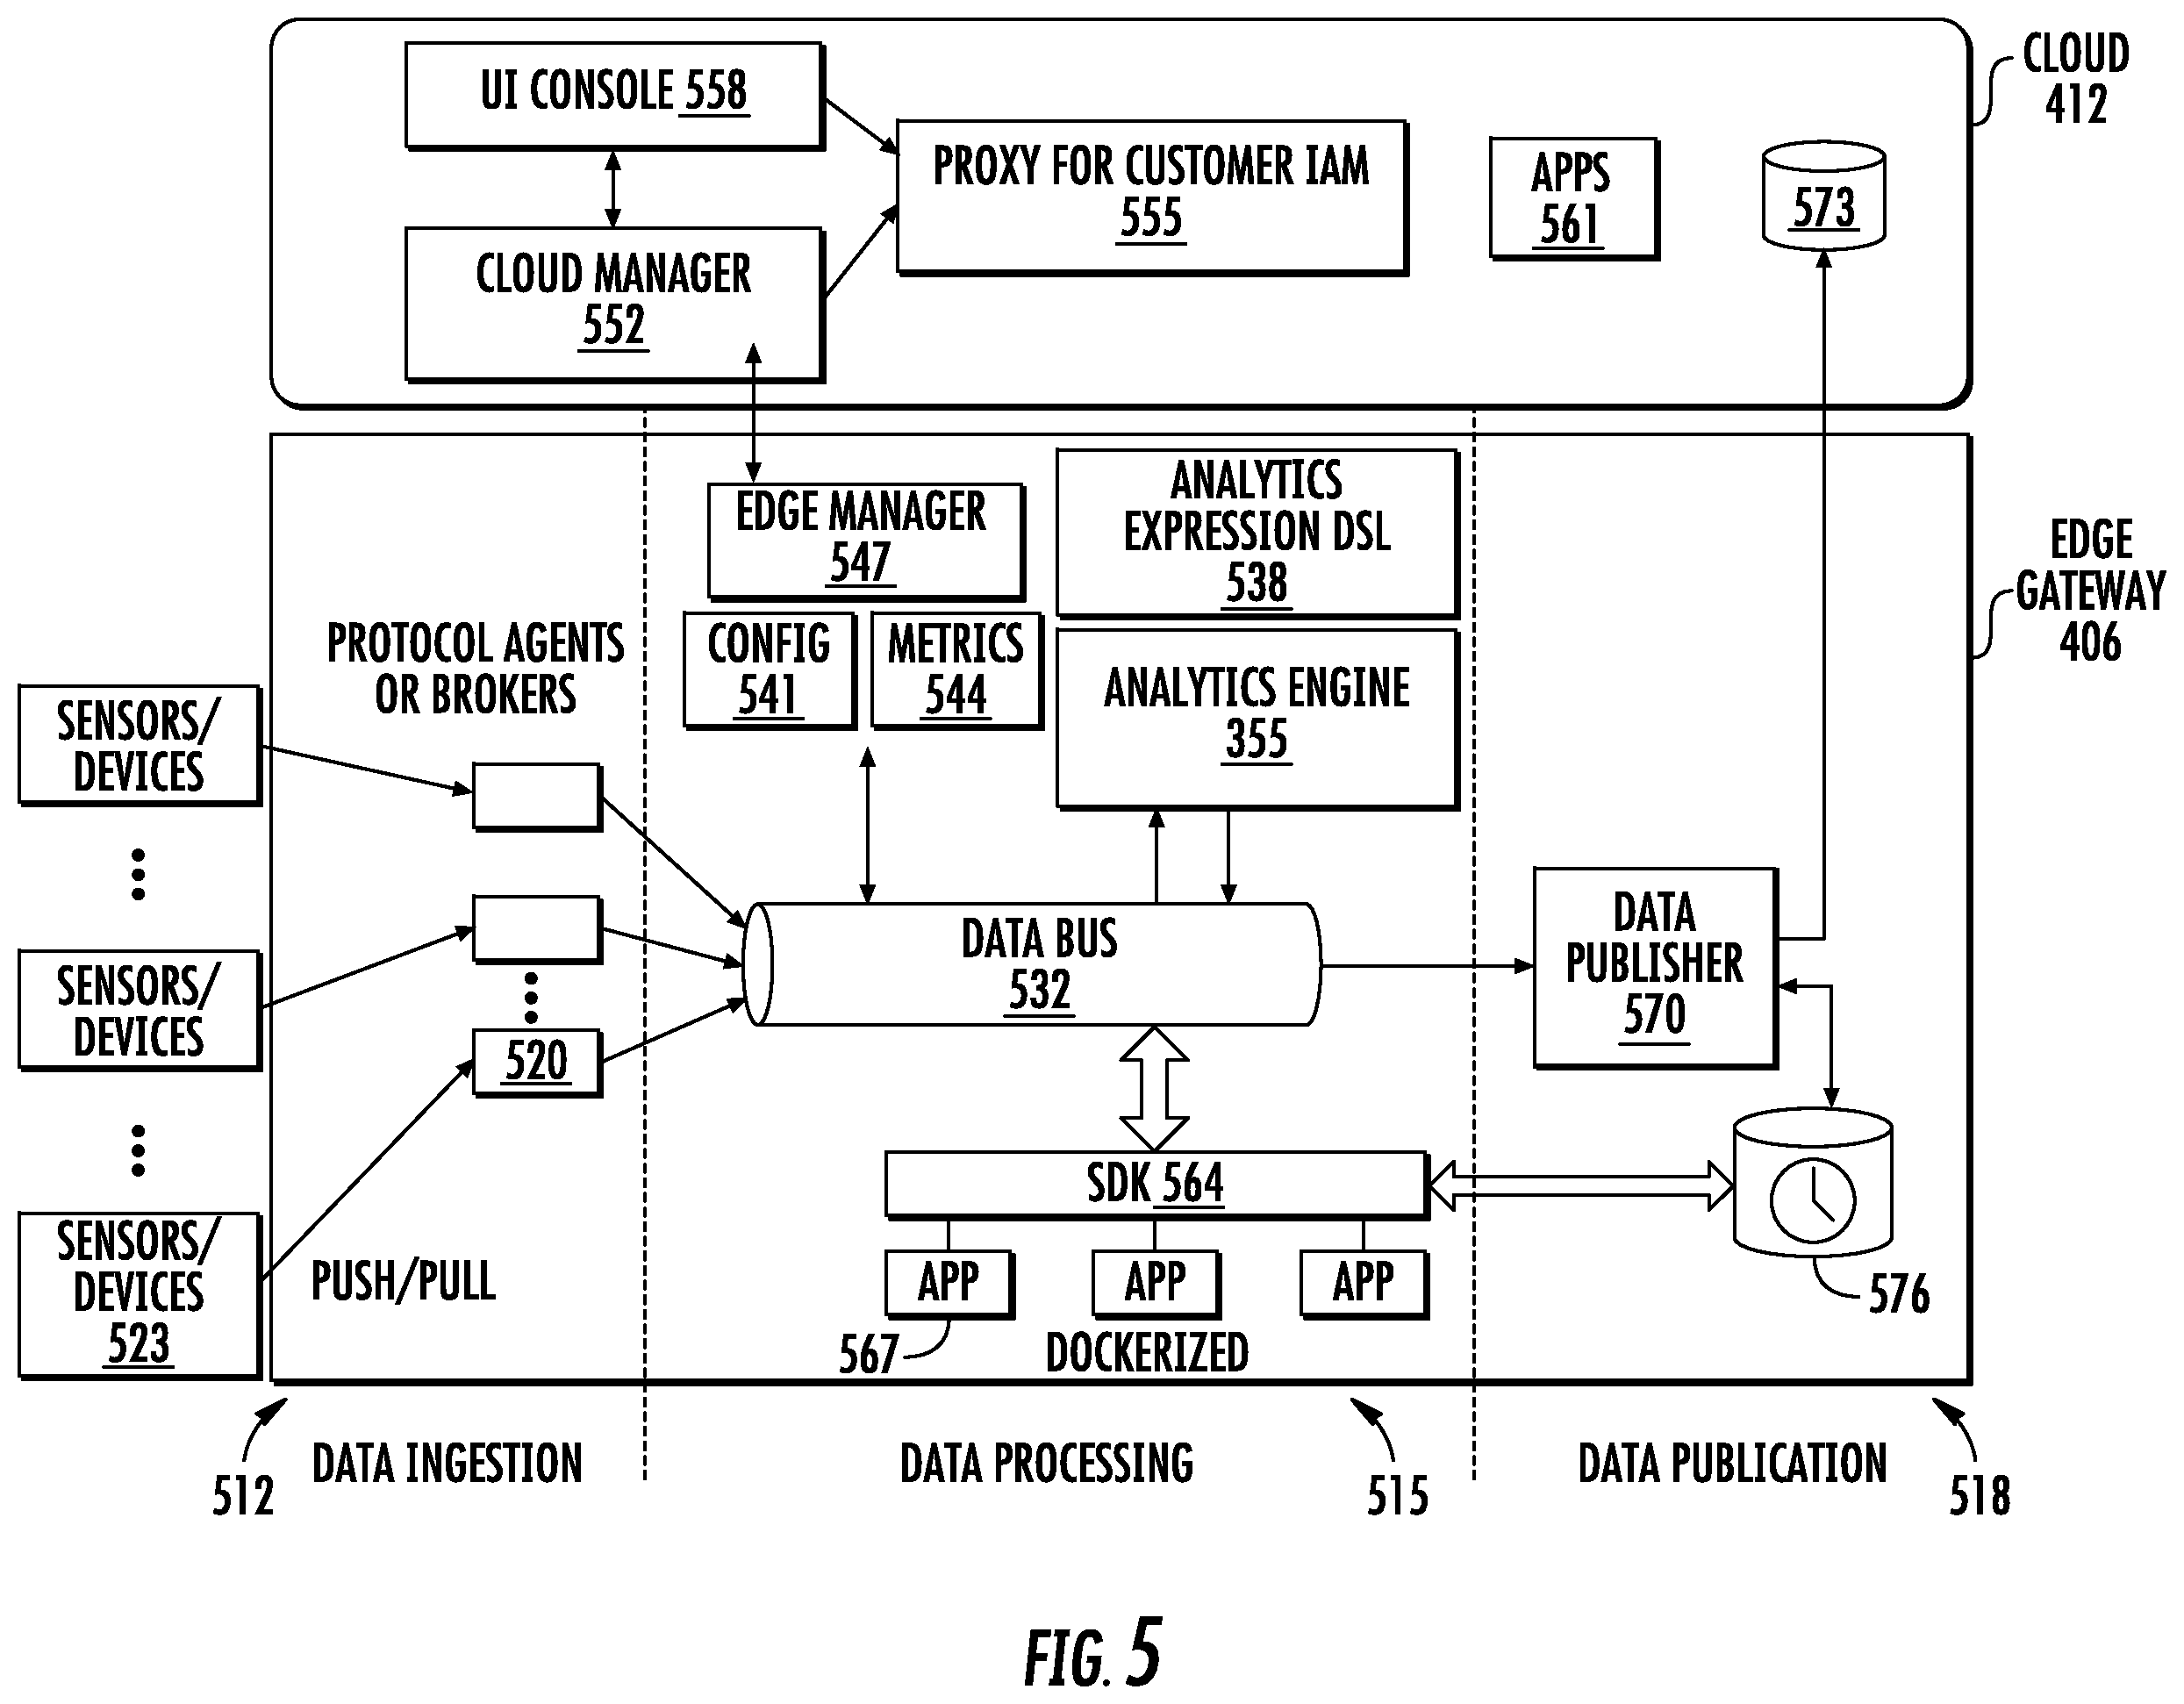 UI CONSOLE 558
CLOUD MANAGER
552
PROXY FOR CUSTOMER IAM
555
APPS
561
573
CLOUD
412
EDGE MANAGER
547
CONFIG
541
METRICS
544
ANALYTICS
EXPRESSION DSL
538
ANALYTICS ENGINE
355
EDGE
GATEWAY
406
PROTOCOL AGENTS
OR BROKERS
SENSORS/
DEVICES
SENSORS/
DEVICES
SENSORS/
DEVICES
523
520
PUSH/PULL
DATA BUS
532
DATA
PUBLISHER
570
SDK 564
APP
APP
APP
567
DOCKERIZED
576
512
DATA INGESTION
DATA PROCESSING
515
DATA PUBLICATION
518
FIG. 5